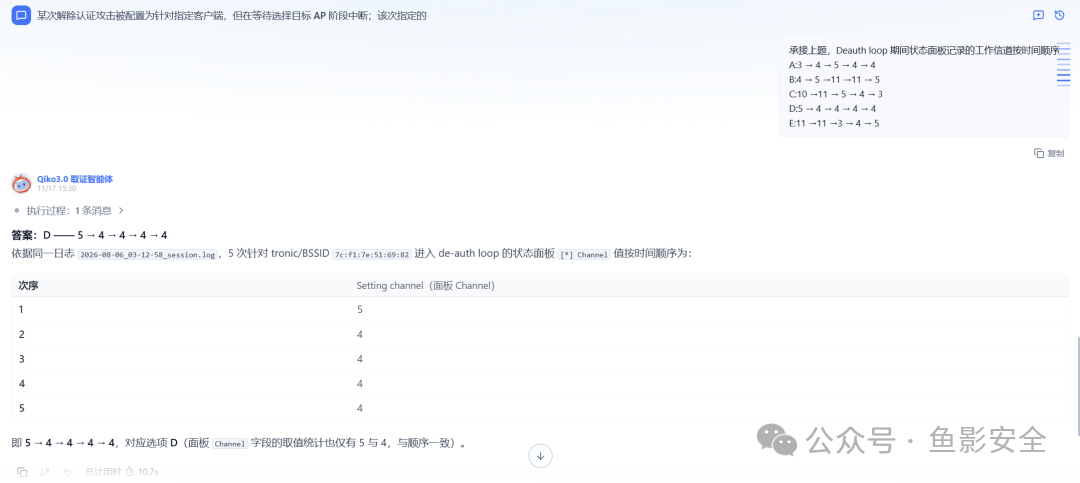 某次解除认证攻击被配置为针对指定客户端，但在等待选择目标 AP 阶段中断；该次指定的
承接上题，Deauth loop 期间状态面板记录的工作信道按时间顺序
A:3 → 4 → 5 → 4 → 4
B:4 → 5 →11 →11 → 5
C:10 →11 → 5 → 4 → 3
D:5 → 4 → 4 → 4 → 4
E:11 →11 →3 → 4 → 5
复制
Qiko3.0 取证智能体
11/17 15:30
执行过程：1 条消息
答案：D —— 5 → 4 → 4 → 4 → 4
依据同一日志 2026-08-06_03-12-58_session.log，5 次针对 tronic/BSSID 7c:f1:7e:51:69:82 进入 de-auth loop 的状态面板 [*] Channel 值按时间顺序为：
次序 Setting channel（面板 Channel）
1 5
2 4
3 4
4 4
5 4
即 5 → 4 → 4 → 4 → 4，对应选项 D（面板 Channel 字段的取值统计也仅有 5 与 4，与顺序一致）。
总计用时 10.7s
公众号 · 鱼影安全